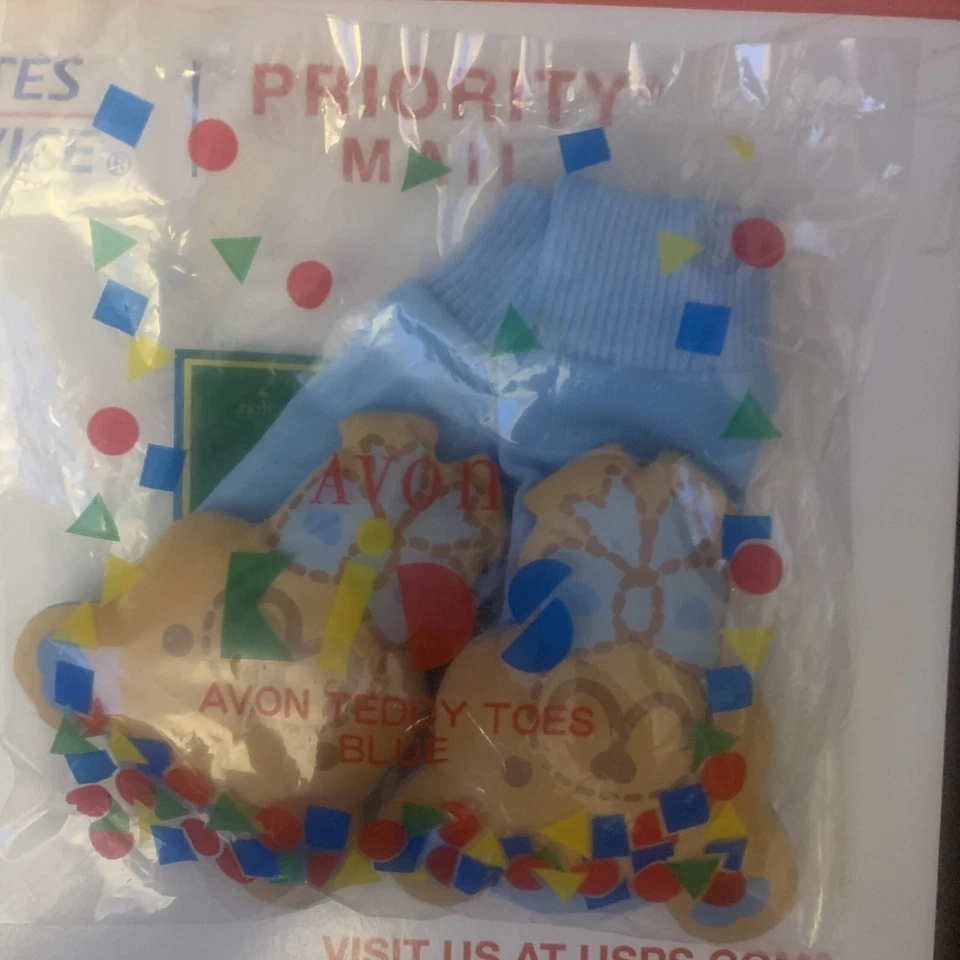 TES
VICE®
PRIORITY®
MAIL
Avon
KIDS
AVON TEDDY TOES
BLUE
VISIT US AT USPS.COM®